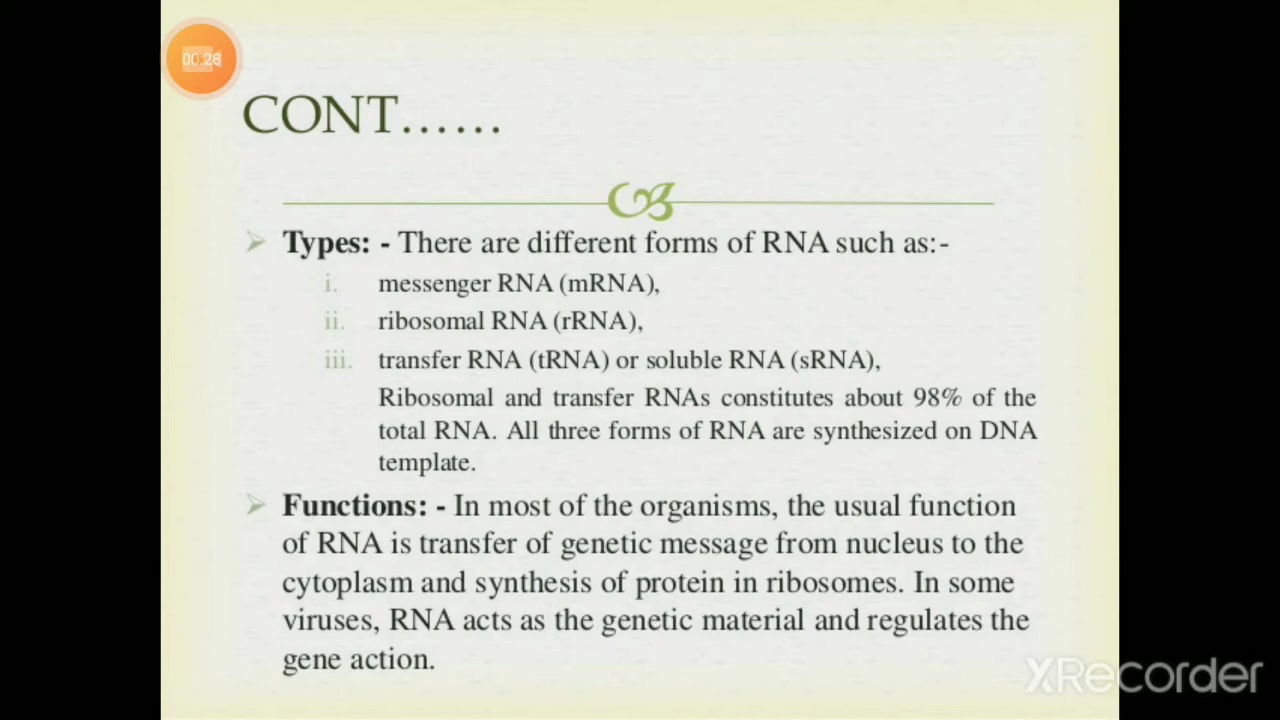 00:28
CONT……
Types: - There are different forms of RNA such as:-
i. messenger RNA (mRNA),
ii. ribosomal RNA (rRNA),
iii. transfer RNA (tRNA) or soluble RNA (sRNA),
Ribosomal and transfer RNAs constitutes about 98% of the
total RNA. All three forms of RNA are synthesized on DNA
template.
Functions: - In most of the organisms, the usual function
of RNA is transfer of genetic message from nucleus to the
cytoplasm and synthesis of protein in ribosomes. In some
viruses, RNA acts as the genetic material and regulates the
gene action.
XRecorder